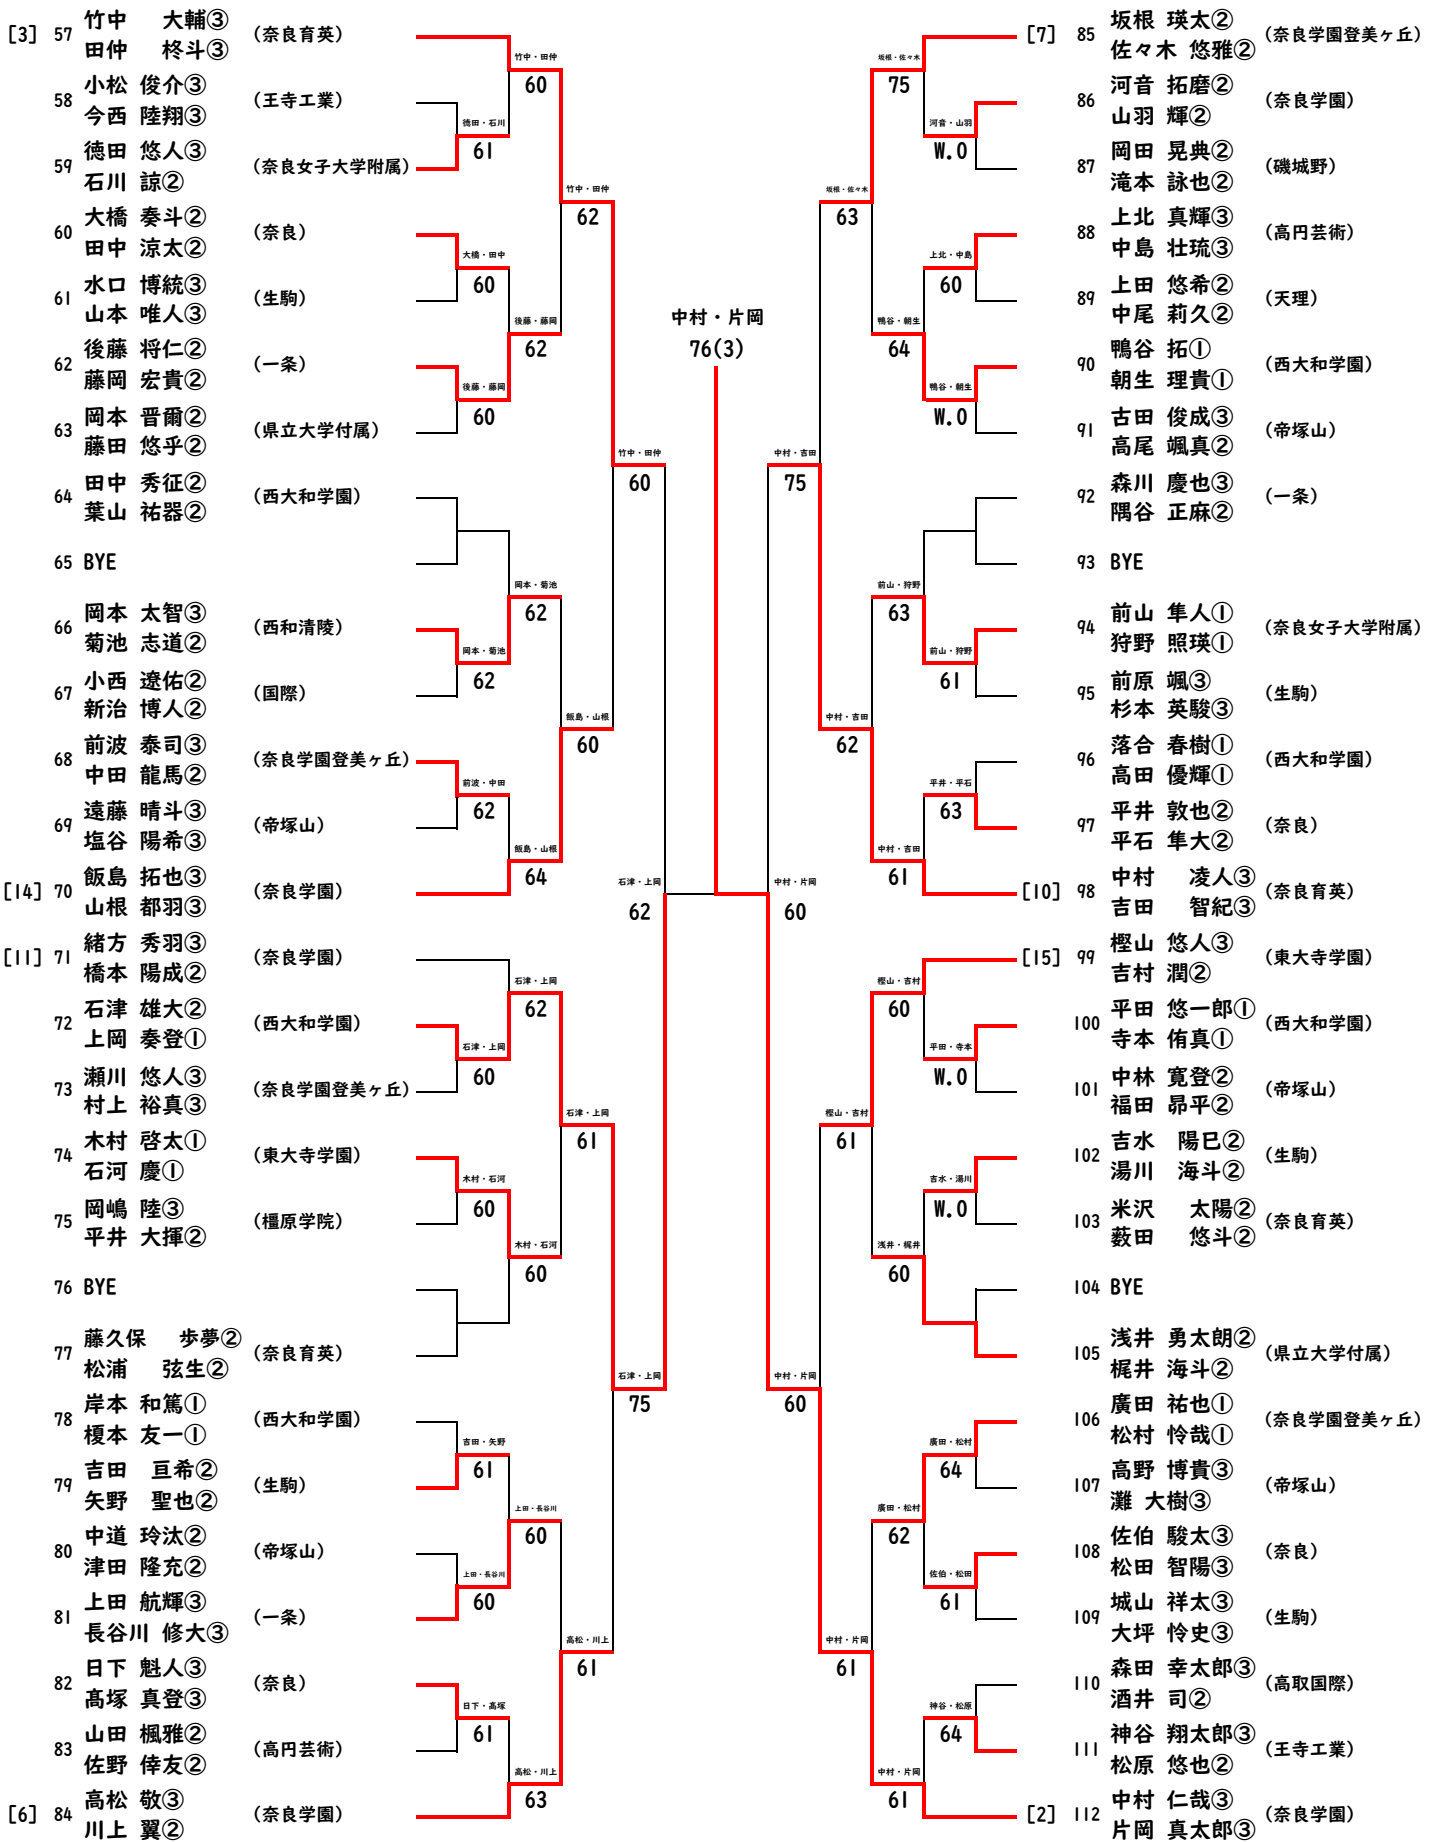 [3] 57 竹中 大輔③ (奈良育英)
田仲 柊斗③
58 小松 俊介③ (王寺工業)
今西 陸翔③
59 徳田 悠人③ (奈良女子大学附属)
石川 諒②
60 大橋 奏斗② (奈良)
田中 涼太②
61 水口 博統③ (生駒)
山本 唯人③
62 後藤 将仁② (一条)
藤岡 宏貴②
63 岡本 晋爾② (県立大学付属)
藤田 悠乎②
64 田中 秀征② (西大和学園)
葉山 祐器②
65 BYE
66 岡本 太智③ (西和清陵)
菊池 志道②
67 小西 遼佑② (国際)
新治 博人②
68 前波 泰司③ (奈良学園登美ヶ丘)
中田 龍馬②
69 遠藤 晴斗③ (帝塚山)
塩谷 陽希③
[14] 70 飯島 拓也③ (奈良学園)
山根 都羽③
[11] 71 緒方 秀羽③ (奈良学園)
橋本 陽成②
72 石津 雄大② (西大和学園)
上岡 奏登①
73 瀬川 悠人③ (奈良学園登美ヶ丘)
村上 裕真③
74 木村 啓太① (東大寺学園)
石河 慶①
75 岡嶋 陸③ (橿原学院)
平井 大揮②
76 BYE
77 藤久保 歩夢② (奈良育英)
松浦 弦生②
78 岸本 和篤① (西大和学園)
榎本 友一①
79 吉田 亘希② (生駒)
矢野 聖也②
80 中道 玲汰② (帝塚山)
津田 隆充②
81 上田 航輝③ (一条)
長谷川 修大③
82 日下 魁人③ (奈良)
髙塚 真登③
83 山田 楓雅② (高円芸術)
佐野 倖友②
[6] 84 高松 敬③ (奈良学園)
川上 翼②
徳田・石川
61
大橋・田中
60
後藤・藤岡
60
岡本・菊池
62
前波・中田
62
石津・上岡
60
木村・石河
60
吉田・矢野
61
上田・長谷川
60
日下・髙塚
61
竹中・田仲
60
後藤・藤岡
62
岡本・菊池
62
飯島・山根
64
石津・上岡
62
木村・石河
60
上田・長谷川
60
高松・川上
63
竹中・田仲
62
飯島・山根
60
石津・上岡
61
高松・川上
61
竹中・田仲
60
石津・上岡
75
石津・上岡
62
中村・片岡
76(3)
中村・片岡
60
中村・吉田
75
中村・片岡
60
坂根・佐々木
63
中村・吉田
62
樫山・吉村
61
中村・片岡
61
坂根・佐々木
75
鴨谷・朝生
64
前山・狩野
63
中村・吉田
61
樫山・吉村
60
浅井・梶井
60
廣田・松村
62
中村・片岡
61
河音・山羽
W.O
上北・中島
60
鴨谷・朝生
W.O
前山・狩野
61
平井・平石
63
平田・寺本
W.O
吉水・湯川
W.O
廣田・松村
64
佐伯・松田
61
神谷・松原
64
[7] 85 坂根 瑛太② (奈良学園登美ヶ丘)
佐々木 悠雅②
86 河音 拓磨② (奈良学園)
山羽 輝②
87 岡田 晃典② (磯城野)
滝本 詠也②
88 上北 真輝③ (高円芸術)
中島 壮琉③
89 上田 悠希② (天理)
中尾 莉久②
90 鴨谷 拓① (西大和学園)
朝生 理貴①
91 古田 俊成③ (帝塚山)
高尾 颯真②
92 森川 慶也③ (一条)
隅谷 正麻②
93 BYE
94 前山 隼人① (奈良女子大学附属)
狩野 照瑛①
95 前原 颯③ (生駒)
杉本 英駿③
96 落合 春樹① (西大和学園)
高田 優輝①
97 平井 敦也② (奈良)
平石 隼大②
[10] 98 中村 凌人③ (奈良育英)
吉田 智紀③
[15] 99 樫山 悠人③ (東大寺学園)
吉村 潤②
100 平田 悠一郎① (西大和学園)
寺本 侑真①
101 中林 寛登② (帝塚山)
福田 昴平②
102 吉水 陽巳② (生駒)
湯川 海斗②
103 米沢 太陽② (奈良育英)
薮田 悠斗②
104 BYE
105 浅井 勇太朗② (県立大学付属)
梶井 海斗②
106 廣田 祐也① (奈良学園登美ヶ丘)
松村 怜哉①
107 高野 博貴③ (帝塚山)
灘 大樹③
108 佐伯 駿太③ (奈良)
松田 智陽③
109 城山 祥太③ (生駒)
大坪 怜史③
110 森田 幸太郎③ (高取国際)
酒井 司②
111 神谷 翔太郎③ (王寺工業)
松原 悠也②
[2] 112 中村 仁哉③ (奈良学園)
片岡 真太郎③